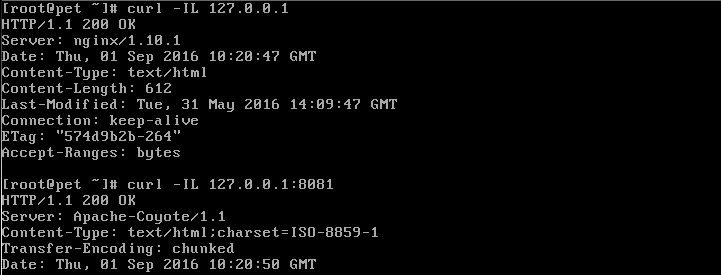 [root@pet ~]# curl -IL 127.0.0.1
HTTP/1.1 200 OK
Server: nginx/1.10.1
Date: Thu, 01 Sep 2016 10:20:47 GMT
Content-Type: text/html
Content-Length: 612
Last-Modified: Tue, 31 May 2016 14:09:47 GMT
Connection: keep-alive
ETag: "574d9b2b-264"
Accept-Ranges: bytes
[root@pet ~]# curl -IL 127.0.0.1:8081
HTTP/1.1 200 OK
Server: Apache-Coyote/1.1
Content-Type: text/html;charset=ISO-8859-1
Transfer-Encoding: chunked
Date: Thu, 01 Sep 2016 10:20:50 GMT